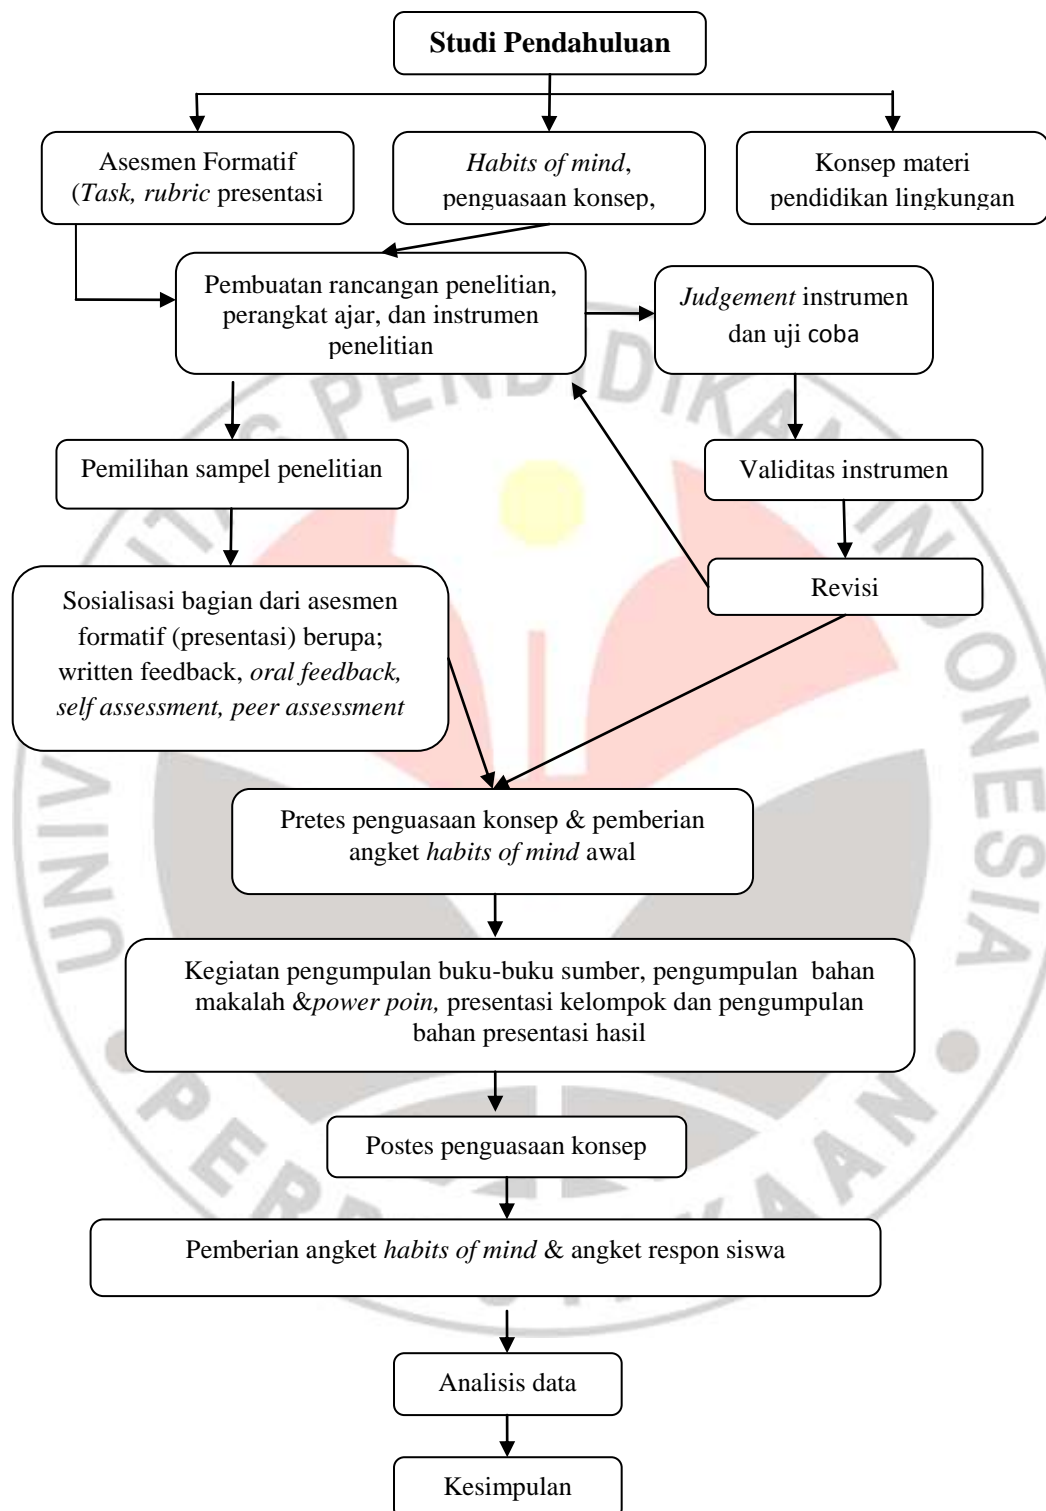 Studi Pendahuluan
Asesmen Formatif
(Task, rubric presentasi
Habits of mind,
penguasaan konsep,
Konsep materi
pendidikan lingkungan
Pembuatan rancangan penelitian,
perangkat ajar, dan instrumen
penelitian
Judgement instrumen
dan uji coba
Pemilihan sampel penelitian
Validitas instrumen
Sosialisasi bagian dari asesmen
formatif (presentasi) berupa;
written feedback, oral feedback,
self assessment, peer assessment
Revisi
Pretes penguasaan konsep & pemberian
angket habits of mind awal
Kegiatan pengumpulan buku-buku sumber, pengumpulan bahan
makalah &power poin, presentasi kelompok dan pengumpulan
bahan presentasi hasil
Postes penguasaan konsep
Pemberian angket habits of mind & angket respon siswa
Analisis data
Kesimpulan